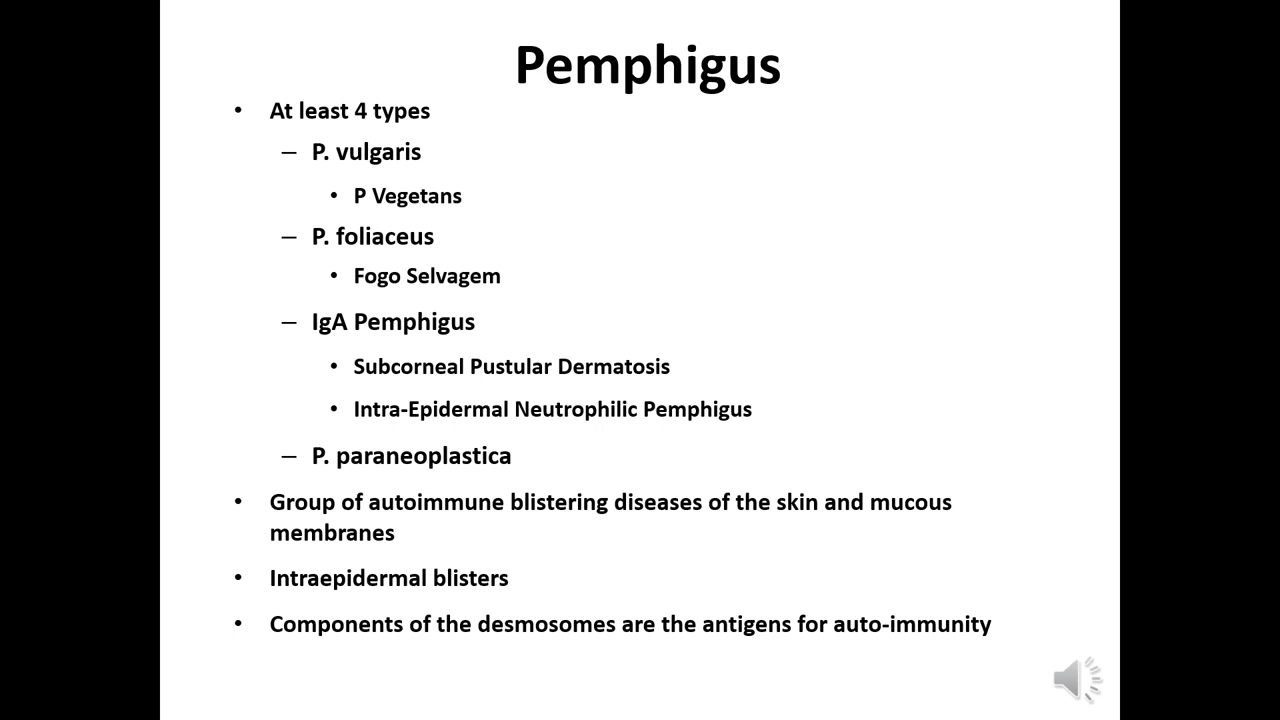 Pemphigus
• At least 4 types
– P. vulgaris
• P Vegetans
– P. foliaceus
• Fogo Selvagem
– IgA Pemphigus
• Subcorneal Pustular Dermatosis
• Intra-Epidermal Neutrophilic Pemphigus
– P. paraneoplastica
• Group of autoimmune blistering diseases of the skin and mucous
membranes
• Intraepidermal blisters
• Components of the desmosomes are the antigens for auto-immunity